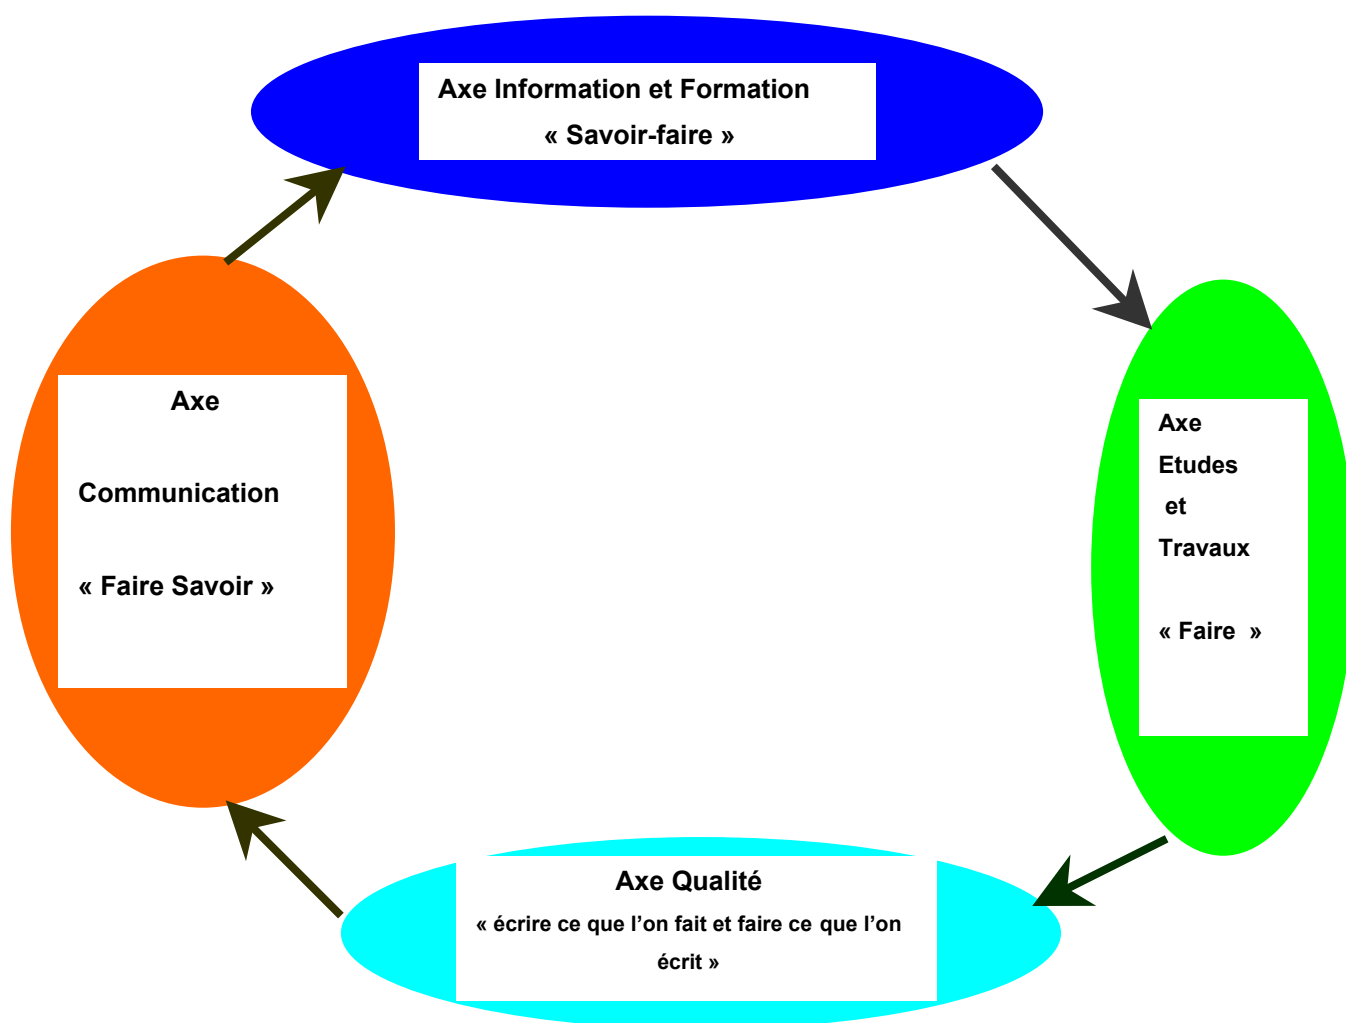 Axe Information et Formation
« Savoir-faire »
Axe
Communication
« Faire Savoir »
Axe
Etudes
et
Travaux
« Faire  »
Axe Qualité
« écrire ce que l’on fait et faire ce que l’on
écrit »